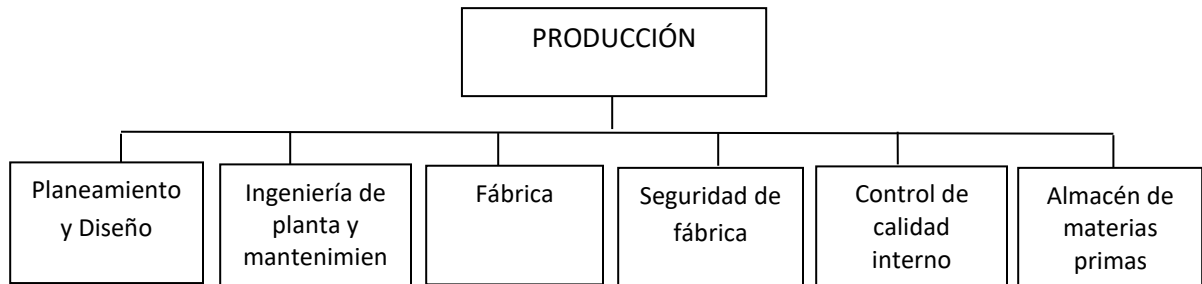 PRODUCCIÓN
Planeamiento
y Diseño
Ingeniería de
planta y
mantenimien
Fábrica
Seguridad de
fábrica
Control de
calidad
interno
Almacén de
materias
primas